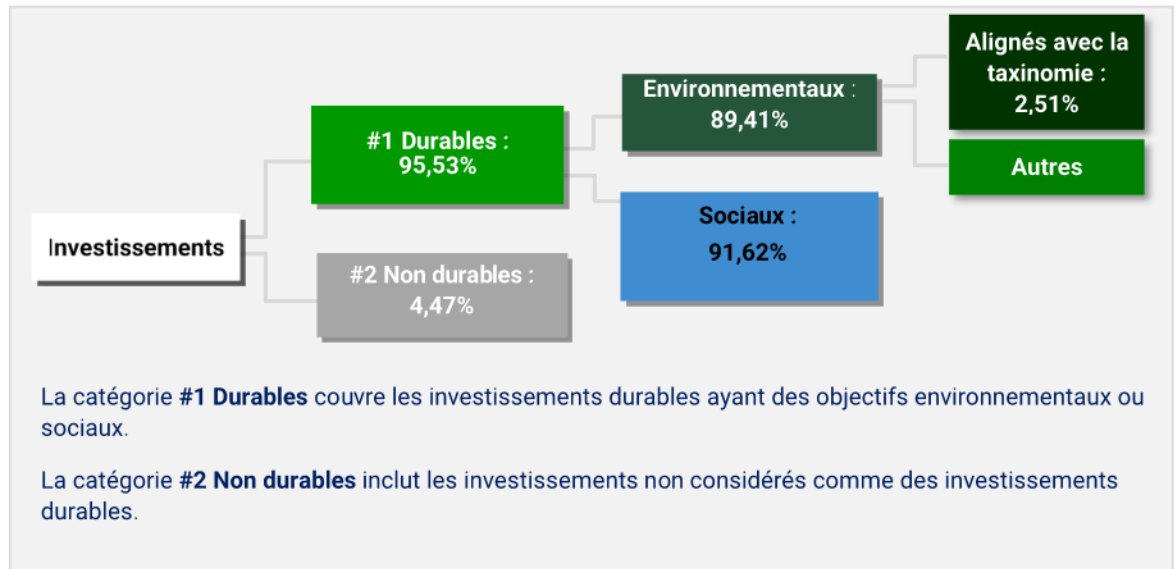 Alignés avec la
taxinomie :
2,51%
Environnementaux :
89,41%
#1 Durables :
95,53%
Autres
Sociaux :
91,62%
Investissements
#2 Non durables :
4,47%
La catégorie #1 Durables couvre les investissements durables ayant des objectifs environnementaux ou
sociaux.
La catégorie #2 Non durables inclut les investissements non considérés comme des investissements
durables.